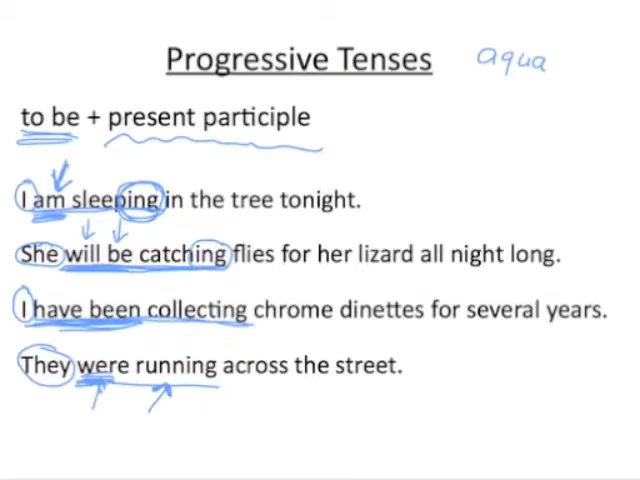 Progressive Tenses aqua
to be + present participle
I am sleeping in the tree tonight.
She will be catching flies for her lizard all night long.
I have been collecting chrome dinettes for several years.
They were running across the street.